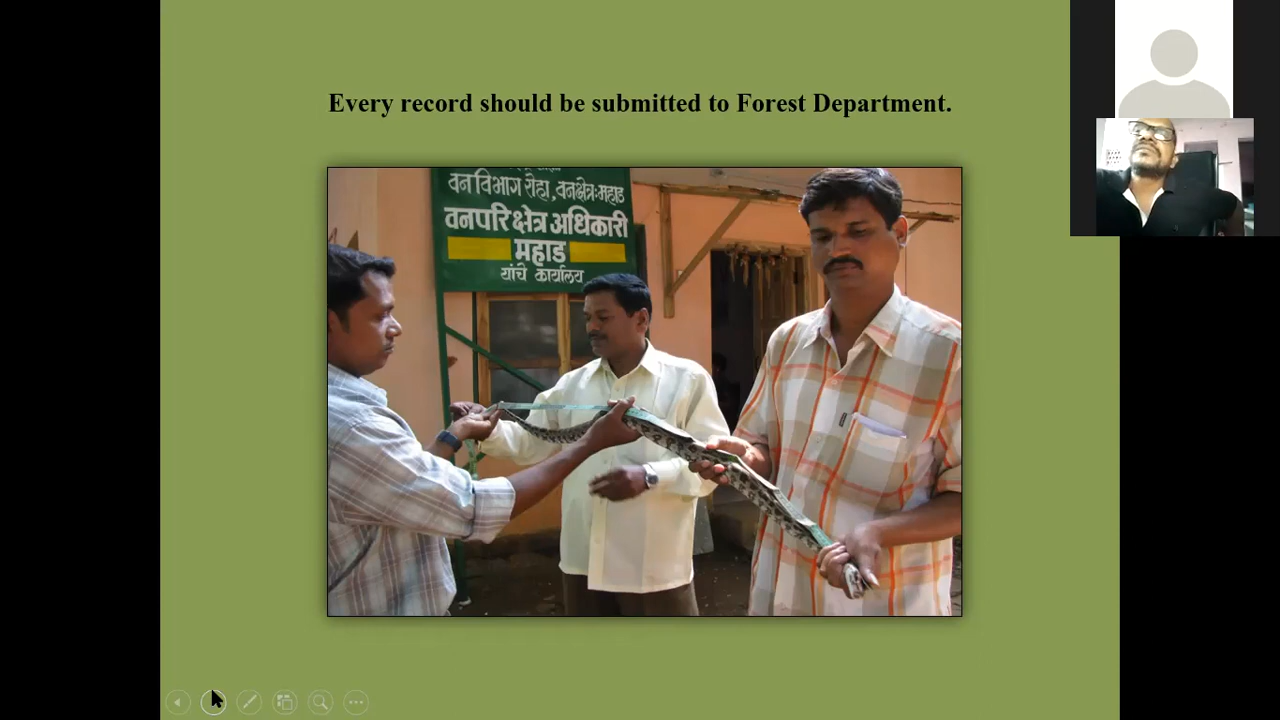 Every record should be submitted to Forest Department.
वन विभाग रोहा, वनक्षेत्र:महाड
वनपरिक्षेत्र अधिकारी
महाड
यांचे कार्यालय